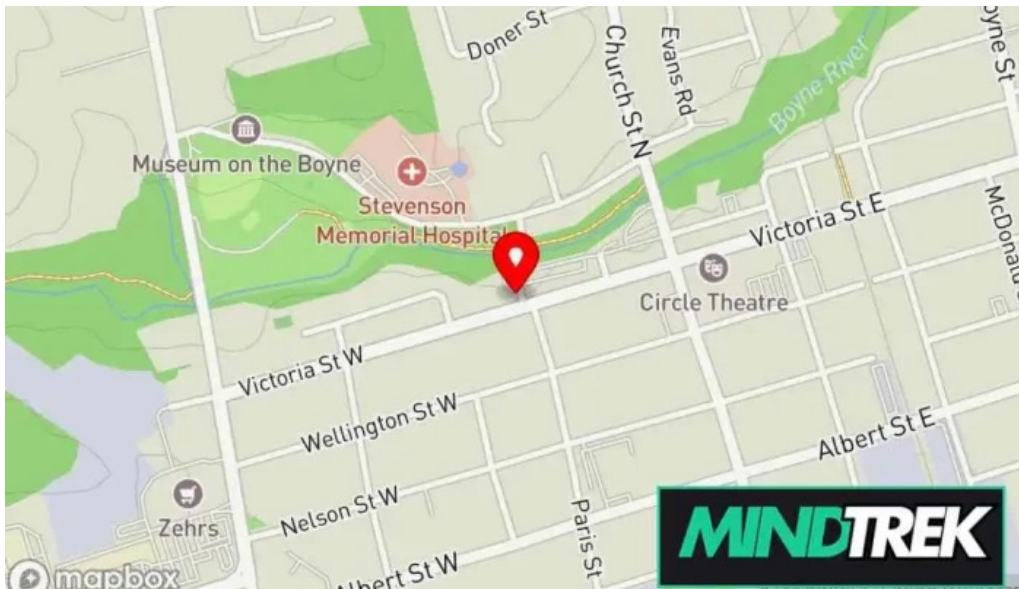 Doner St
Church St N
Evans Rd
Boyne River
oyne St
Museum on the Boyne
Stevenson
Memorial Hospital
Victoria St E
McDonald
Circle Theatre
Victoria St W
Wellington St W
Albert St E
Zehrs
Nelson St W
Paris St
Albert St W
MINDTREK
mapbox